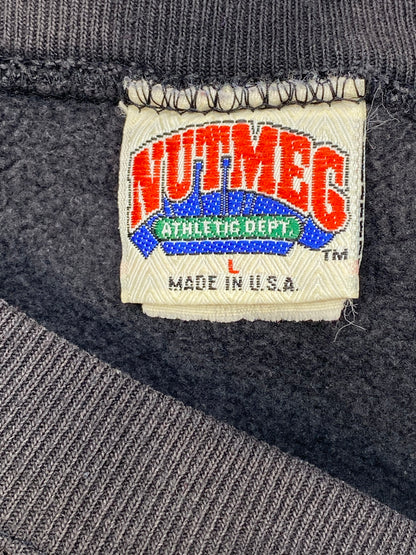 NUTMEG
ATHLETIC DEPT.
TM
L
MADE IN U.S.A.